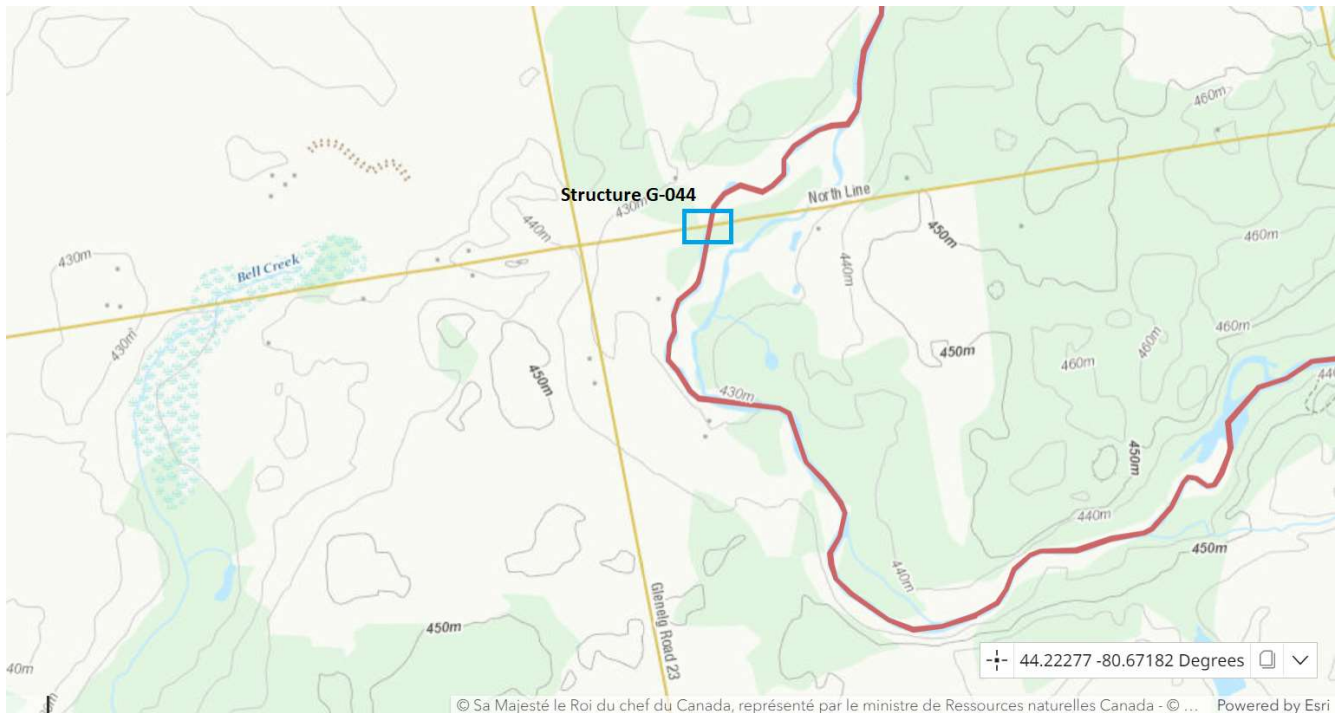 460m
Structure G-044
430m
North Line
440m
450m
460m
430m
Bell Creek
440m
430m
460m
460m
450m
460m
450m
430m
440
450m
440m
450m
440m
Glenelg Road 23
450m
40m
0m
44.22277 -80.67182 Degrees
© Sa Majesté le Roi du chef du Canada, représenté par le ministre de Ressources naturelles Canada - © ... Powered by Esri